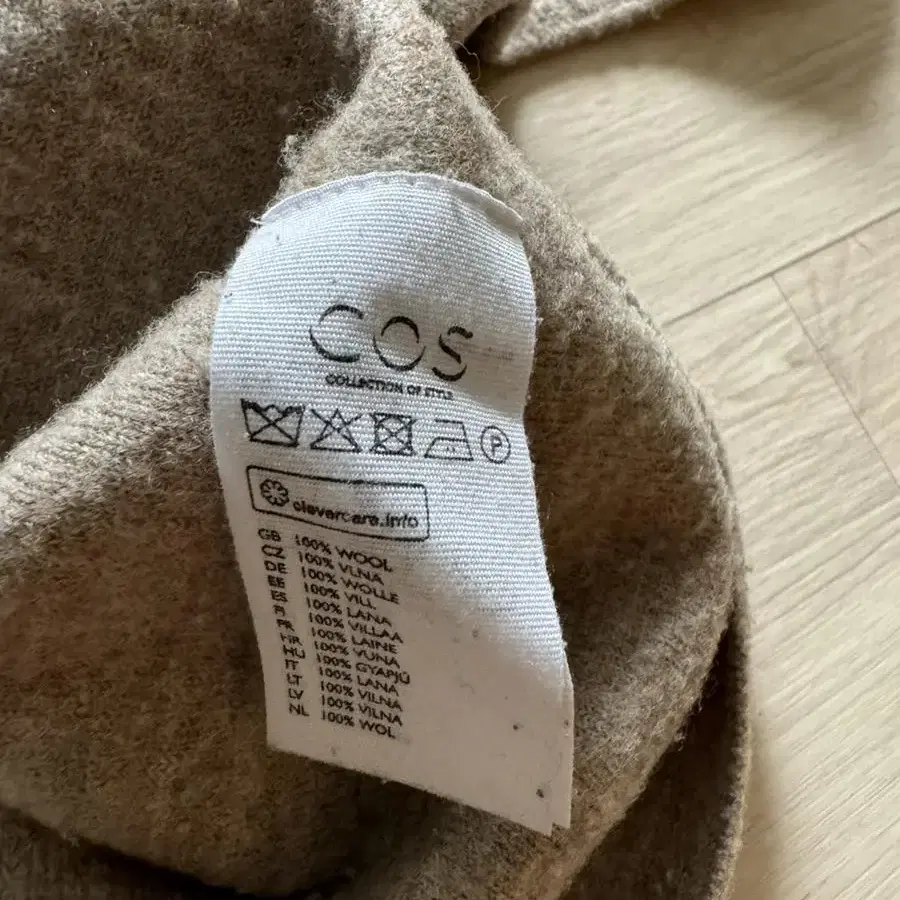 COS
COLLECTION OF STYLE
P
clevercare.info
GB 100% WOOL
CZ 100% VLNA
DE 100% WOLLE
EE 100% VILL
ES 100% LANA
FI 100% VILLAA
FR 100% LAINE
HR 100% VUNA
HU 100% GYAPJÚ
IT 100% LANA
LT 100% VILNA
LV 100% VILNA
NL 100% WOL